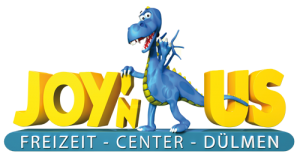 JOY'N US
FREIZEIT - CENTER - DÜLMEN